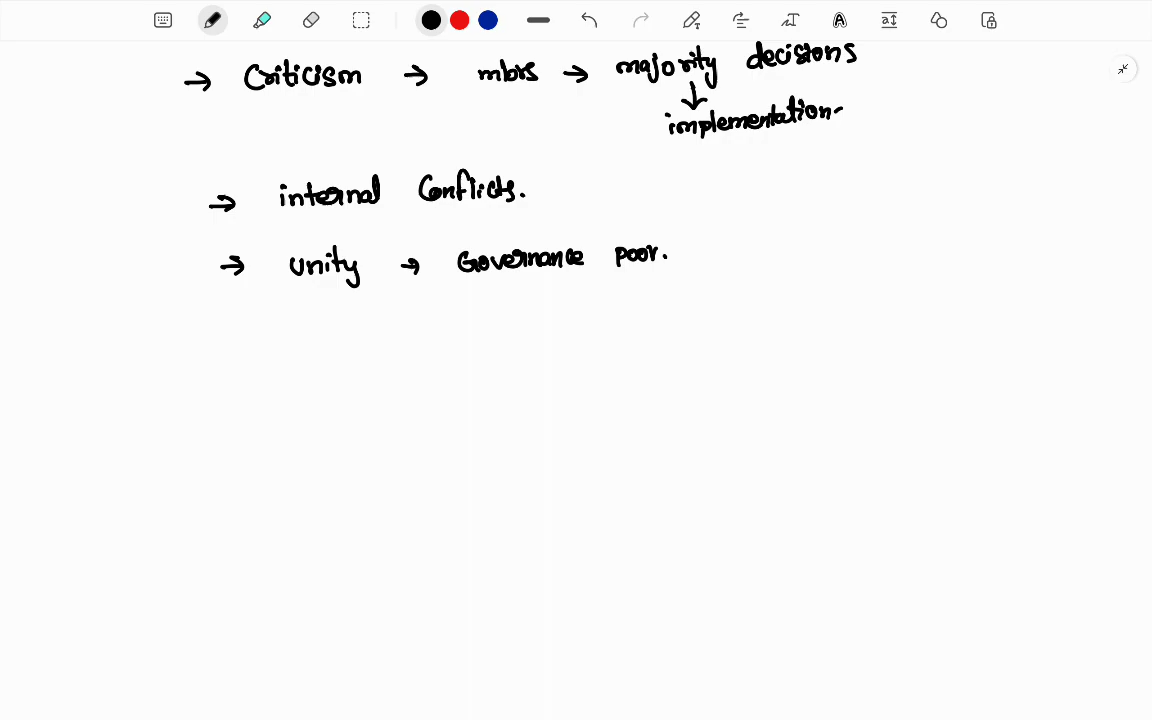 → Criticism → mbrs → majority decisions
↓
implementation.
→ internal Conflicts.
→ unity → Governance poor.